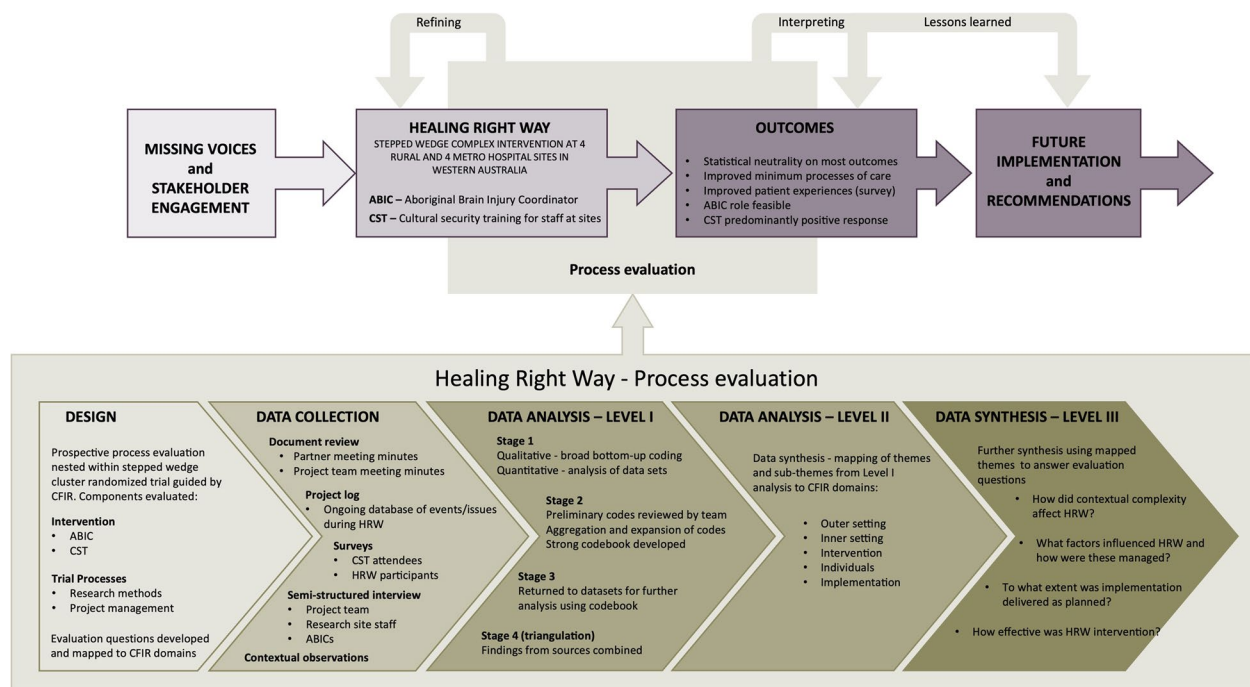 Refining
Interpreting
Lessons learned
MISSING VOICES
and
STAKEHOLDER
ENGAGEMENT
HEALING RIGHT WAY
STEPPED WEDGE COMPLEX INTERVENTION AT 4
RURAL AND 4 METRO HOSPITAL SITES IN
WESTERN AUSTRALIA
ABIC – Aboriginal Brain Injury Coordinator
CST – Cultural security training for staff at sites
OUTCOMES
• Statistical neutrality on most outcomes
• Improved minimum processes of care
• Improved patient experiences (survey)
• ABIC role feasible
• CST predominantly positive response
FUTURE
IMPLEMENTATION
and
RECOMMENDATIONS
Process evaluation
Healing Right Way - Process evaluation
DESIGN
Prospective process evaluation
nested within stepped wedge
cluster randomized trial guided by
CFIR. Components evaluated:
Intervention
• ABIC
• CST
Trial Processes
• Research methods
• Project management
Evaluation questions developed
and mapped to CFIR domains
DATA COLLECTION
Document review
• Partner meeting minutes
• Project team meeting minutes
Project log
• Ongoing database of events/issues
during HRW
Surveys
• CST attendees
• HRW participants
Semi-structured interview
• Project team
• Research site staff
• ABICs
Contextual observations
DATA ANALYSIS – LEVEL I
Stage 1
Qualitative - broad bottom-up coding
Quantitative - analysis of data sets
Stage 2
Preliminary codes reviewed by team
Aggregation and expansion of codes
Strong codebook developed
Stage 3
Returned to datasets for further
analysis using codebook
Stage 4 (triangulation)
Findings from sources combined
DATA ANALYSIS – LEVEL II
Data synthesis - mapping of themes
and sub-themes from Level I
analysis to CFIR domains:
• Outer setting
• Inner setting
• Intervention
• Individuals
• Implementation
DATA SYNTHESIS – LEVEL III
Further synthesis using mapped
themes to answer evaluation
questions
• How did contextual complexity
affect HRW?
• What factors influenced HRW and
how were these managed?
• To what extent was implementation
delivered as planned?
• How effective was HRW intervention?